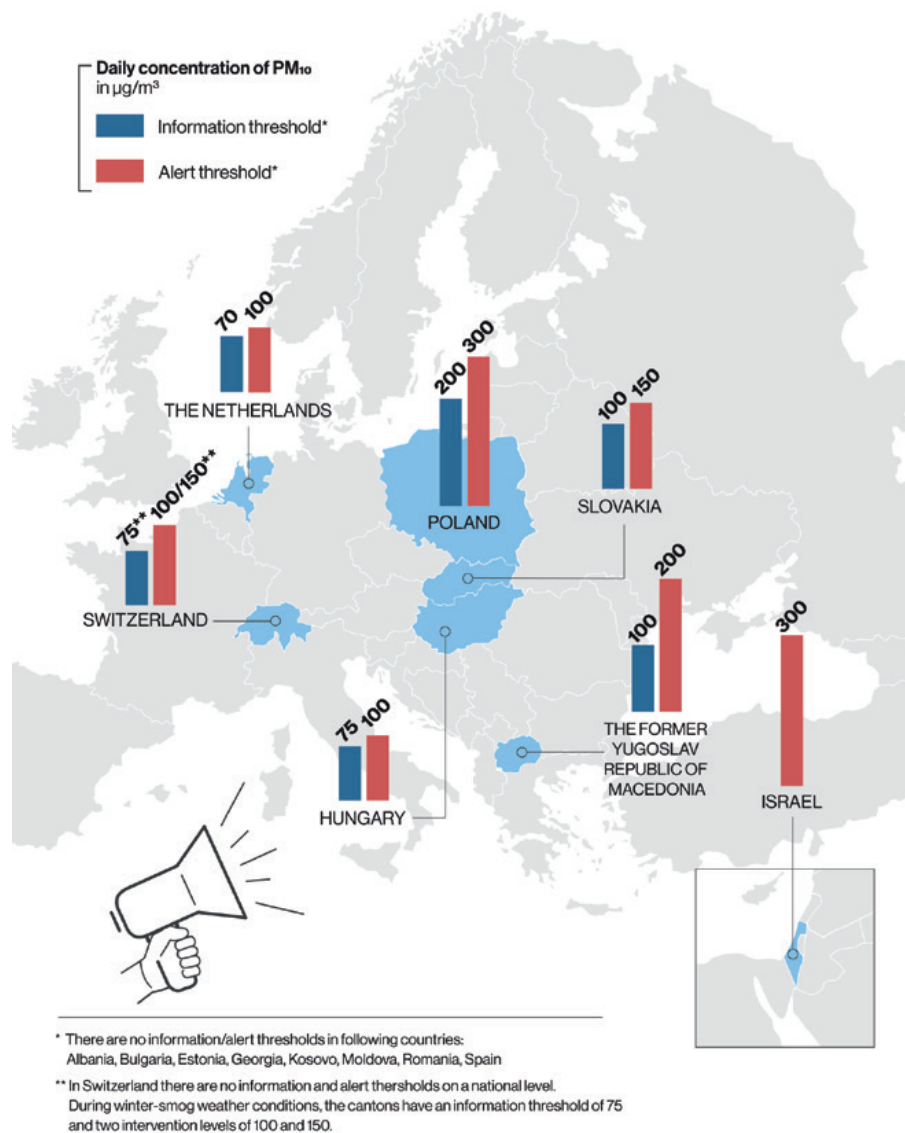 Daily concentration of PM₁₀
in µg/m³
Information threshold*
Alert threshold*
70 100
THE NETHERLANDS
200 300
POLAND
100 150
SLOVAKIA
75** 100/150**
SWITZERLAND
75 100
HUNGARY
100 200
THE FORMER
YUGOSLAV
REPUBLIC OF
MACEDONIA
300
ISRAEL
* There are no information/alert thresholds in following countries:
Albania, Bulgaria, Estonia, Georgia, Kosovo, Moldova, Romania, Spain
** In Switzerland there are no information and alert thersholds on a national level.
During winter-smog weather conditions, the cantons have an information threshold of 75
and two intervention levels of 100 and 150.